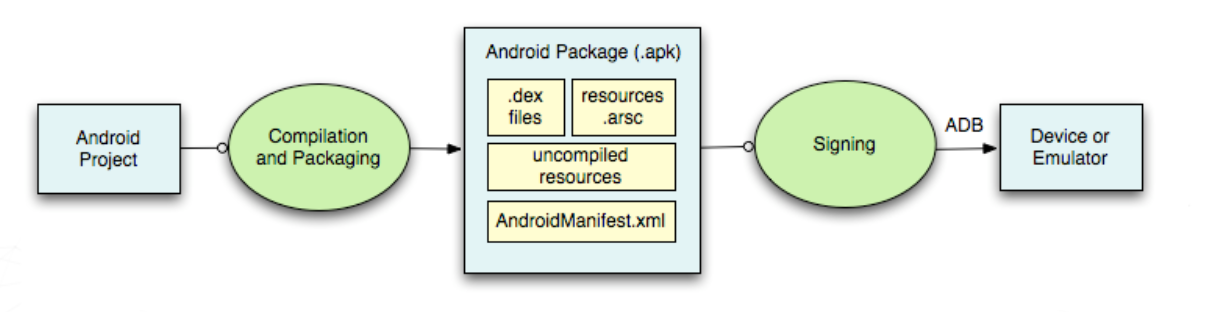 Android
Project
Compilation
and Packaging
Android Package (.apk)
.dex
files
resources
.arsc
uncompiled
resources
AndroidManifest.xml
Signing
ADB
Device or
Emulator